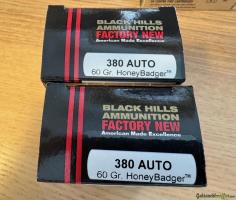 BLACK HILLS
AMMUNITION
FACTORY NEW
American Made Excellence
380 AUTO
60 Gr. HoneyBadger™
BLACK HILLS
AMMUNITION
FACTORY NEW
American Made Excellence
380 AUTO
60 Gr. HoneyBadger™